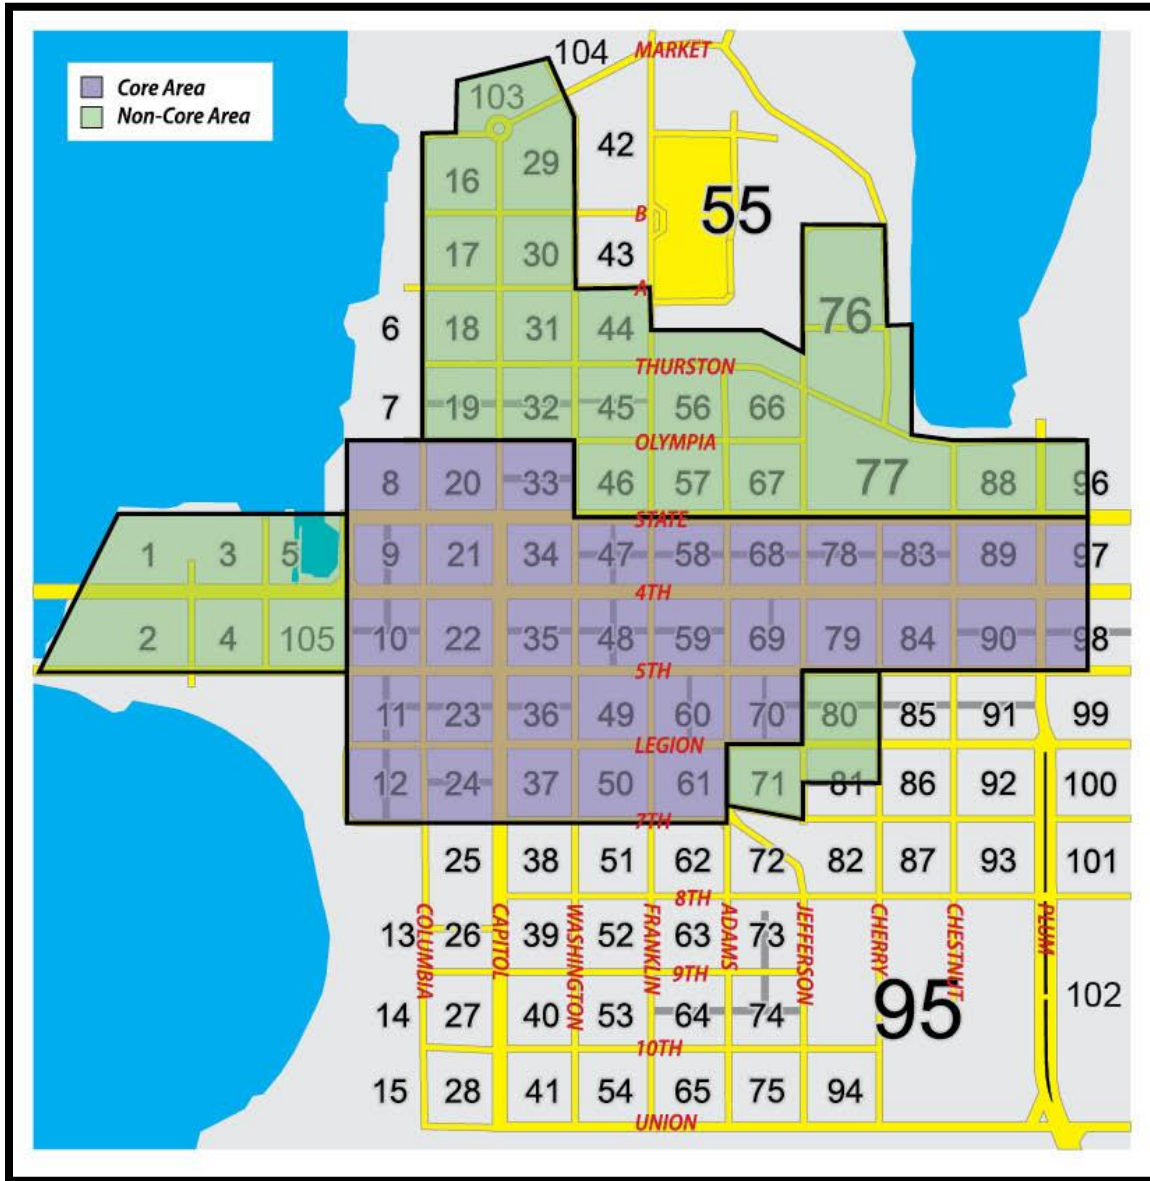 104 MARKET
Core Area
Non-Core Area
103
42
29
16
55
B
17 30 43
A
76
6 18 31 44
THURSTON
7 19 32 45 56 66
OLYMPIA
8 20 33 46 57 67 77 88 96
STATE
1 3 5 9 21 34 47 58 68 78 83 89 97
4TH
2 4 105 10 22 35 48 59 69 79 84 90 98
5TH
11 23 36 49 60 70 80 85 91 99
LEGION
12 24 37 50 61 71 81 86 92 100
7TH
25 38 51 62 72 82 87 93 101
8TH
COLUMBIA CAPITOL WASHINGTON FRANKLIN ADAMS JEFFERSON CHERRY CHESTNUT PLUM
13 26 39 52 63 73
9TH
95 102
14 27 40 53 64 74
10TH
15 28 41 54 65 75 94
UNION